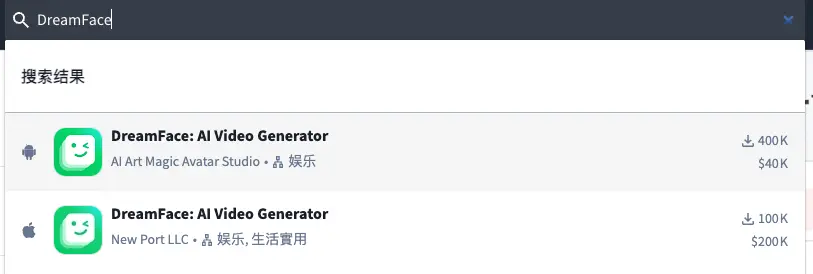 DreamFace
搜索结果
DreamFace: AI Video Generator
400K
AI Art Magic Avatar Studio • 娱乐
$40K
DreamFace: AI Video Generator
100K
New Port LLC • 娱乐, 生活實用
$200K